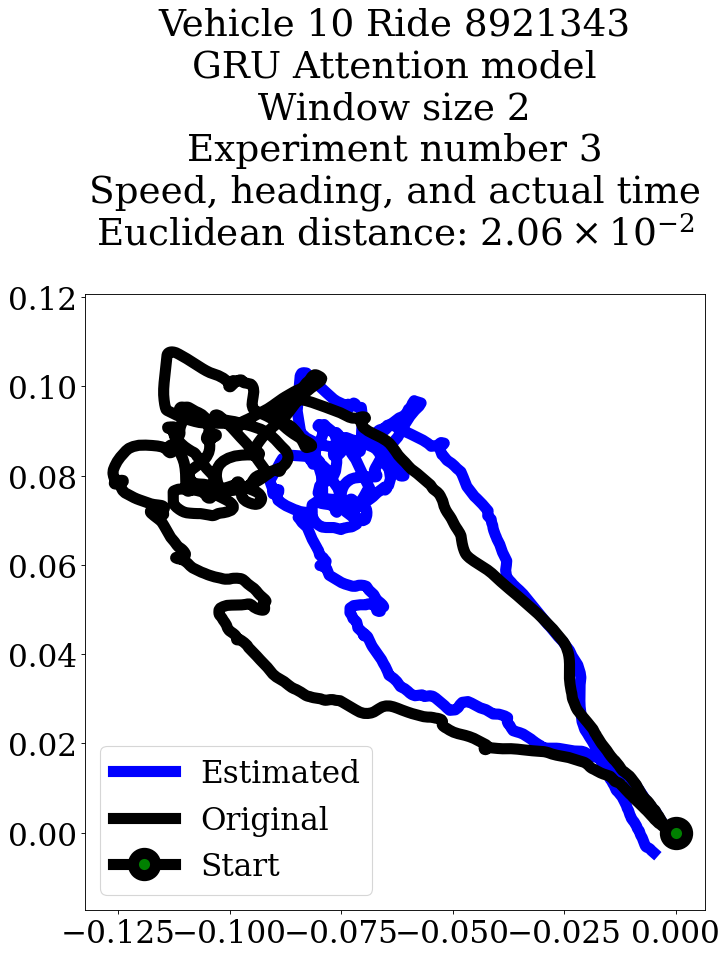 Vehicle 10 Ride 8921343
GRU Attention model
Window size 2
Experiment number 3
Speed, heading, and actual time
Euclidean distance: 2.06 × 10⁻²
0.12
0.10
0.08
0.06
0.04
0.02
0.00
Estimated
Original
Start
−0.125 −0.100 −0.075 −0.050 −0.025 0.000